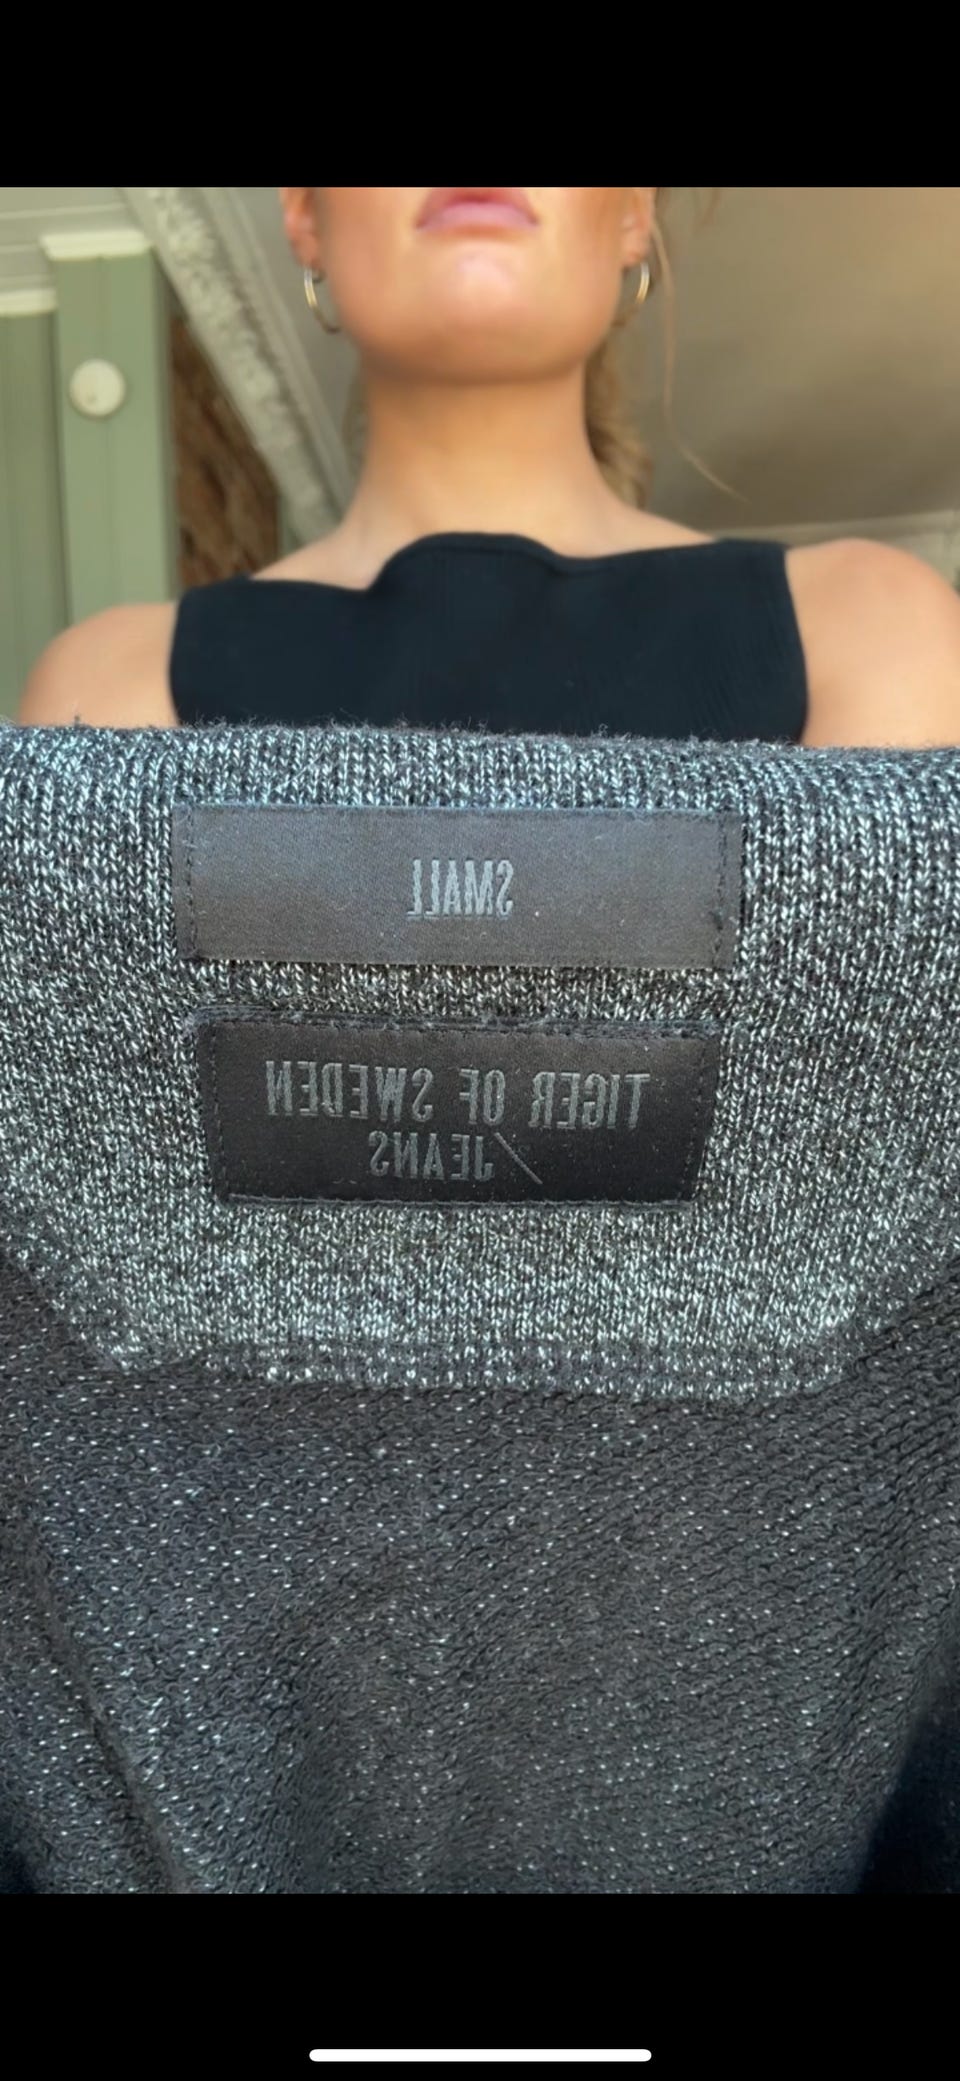 SMALL
TIGER OF SWEDEN
/JEANS